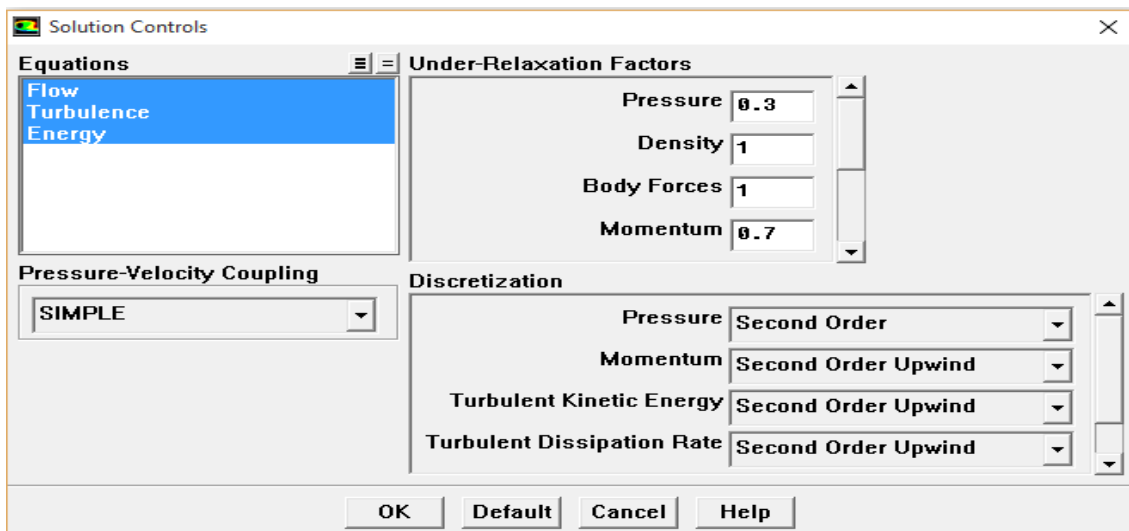 Solution Controls
Equations
Flow
Turbulence
Energy
Pressure-Velocity Coupling
SIMPLE
Under-Relaxation Factors
Pressure 0.3
Density 1
Body Forces 1
Momentum 0.7
Discretization
Pressure Second Order
Momentum Second Order Upwind
Turbulent Kinetic Energy Second Order Upwind
Turbulent Dissipation Rate Second Order Upwind
OK Default Cancel Help